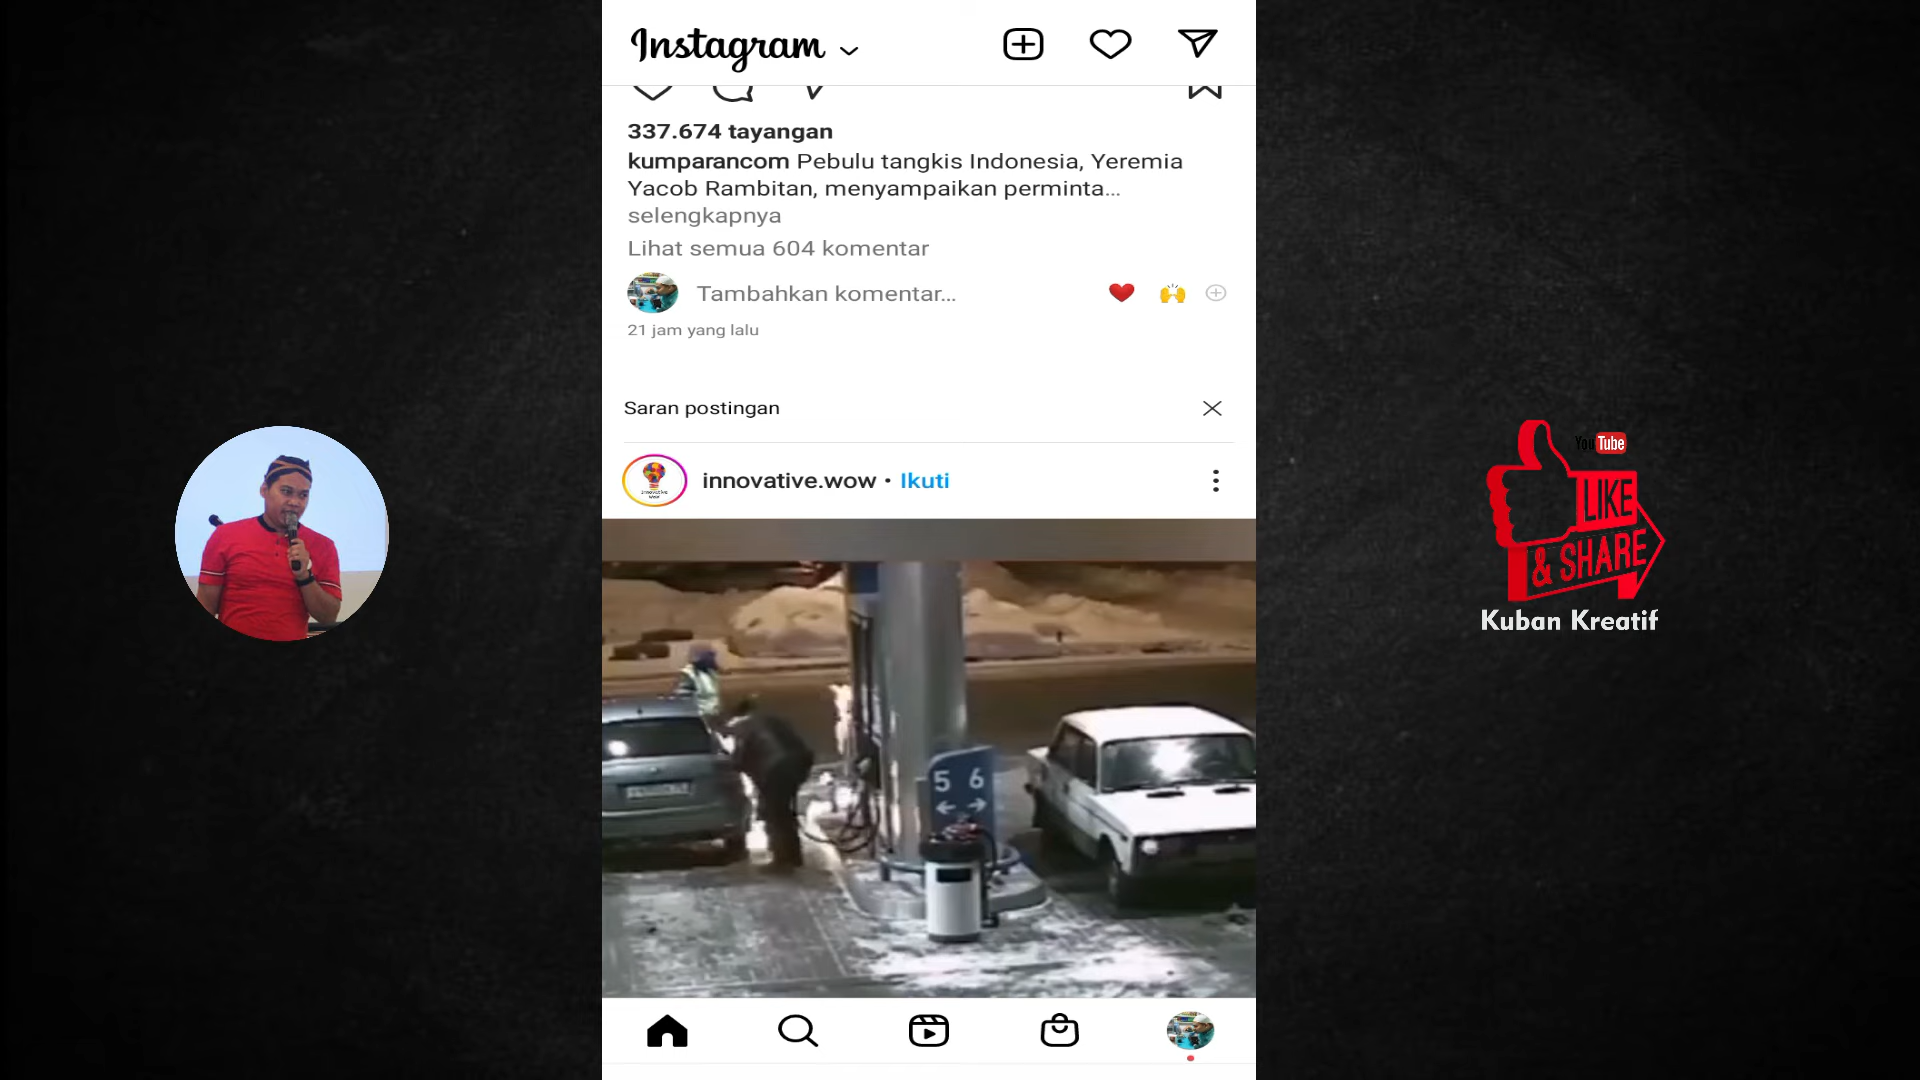 Instagram
337.674 tayangan
kumparancom Pebulu tangkis Indonesia, Yeremia
Yacob Rambitan, menyampaikan perminta...
selengkapnya
Lihat semua 604 komentar
Tambahkan komentar...
21 jam yang lalu
Saran postingan
innovative.wow • Ikuti
5 6
YouTube
LIKE
& SHARE
Kuban Kreatif